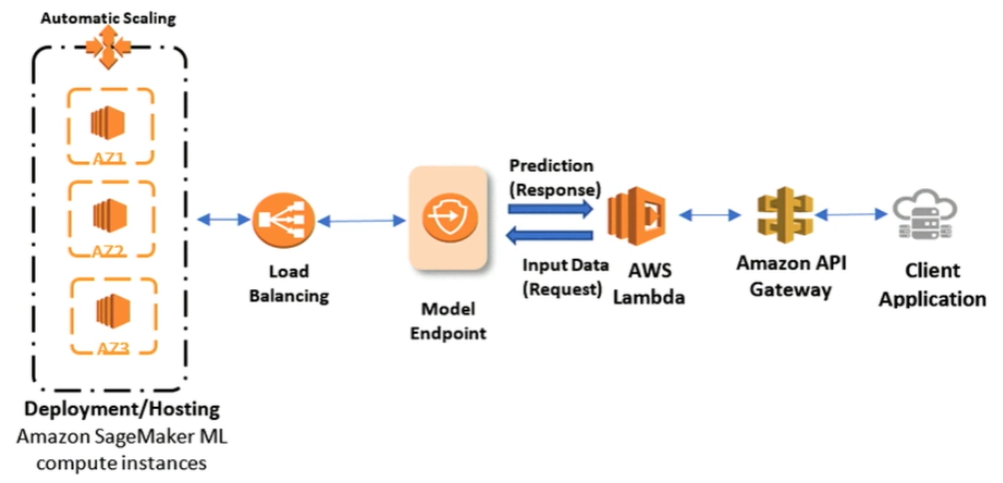 Automatic Scaling
AZ1
AZ2
AZ3
Deployment/Hosting
Amazon SageMaker ML
compute instances
Load
Balancing
Model
Endpoint
Prediction
(Response)
Input Data
(Request)
AWS
Lambda
Amazon API
Gateway
Client
Application